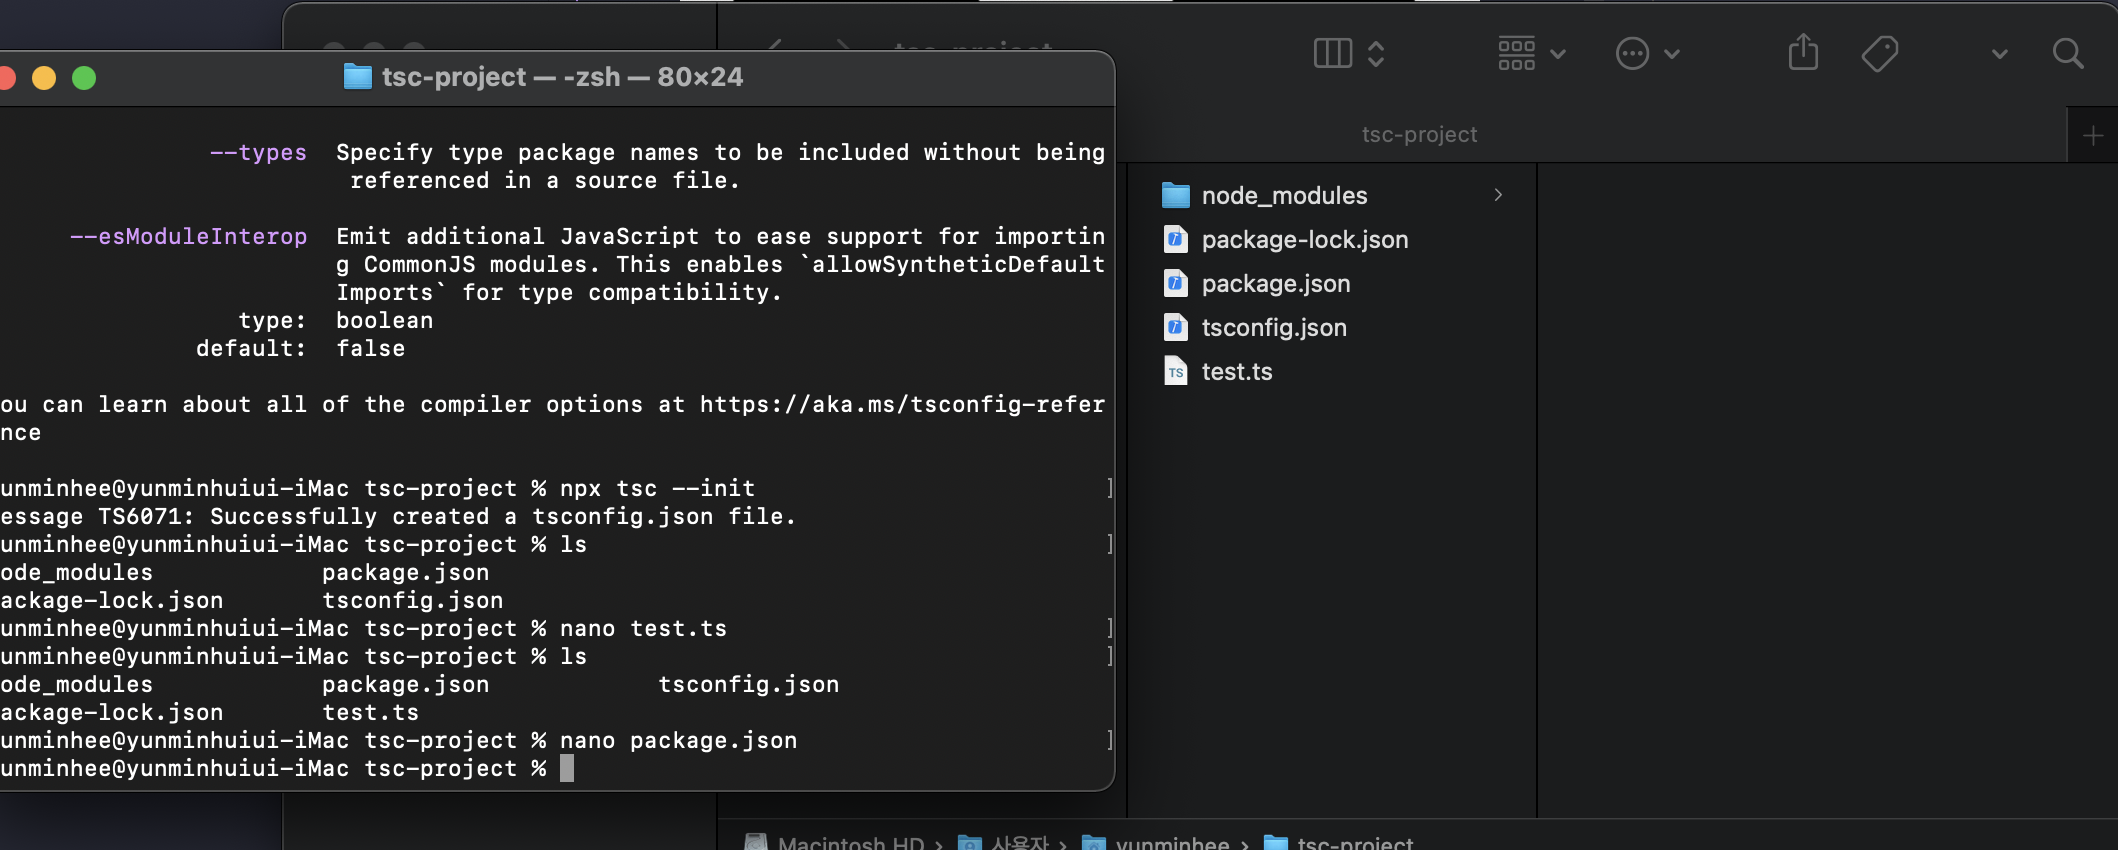 tsc-project — -zsh — 80×24
--types Specify type package names to be included without being
referenced in a source file.
--esModuleInterop Emit additional JavaScript to ease support for importin
g CommonJS modules. This enables `allowSyntheticDefault
Imports` for type compatibility.
type: boolean
default: false
ou can learn about all of the compiler options at https://aka.ms/tsconfig-refer
nce
unminhee@yunminhuiui-iMac tsc-project % npx tsc --init ]
essage TS6071: Successfully created a tsconfig.json file.
unminhee@yunminhuiui-iMac tsc-project % ls ]
ode_modules package.json
ackage-lock.json tsconfig.json
unminhee@yunminhuiui-iMac tsc-project % nano test.ts ]
unminhee@yunminhuiui-iMac tsc-project % ls ]
ode_modules package.json tsconfig.json
ackage-lock.json test.ts
unminhee@yunminhuiui-iMac tsc-project % nano package.json ]
unminhee@yunminhuiui-iMac tsc-project %
tsc-project
tsc-project
node_modules
package-lock.json
package.json
tsconfig.json
TS test.ts
Macintosh HD › 사용자 › yunminhee › tsc-project